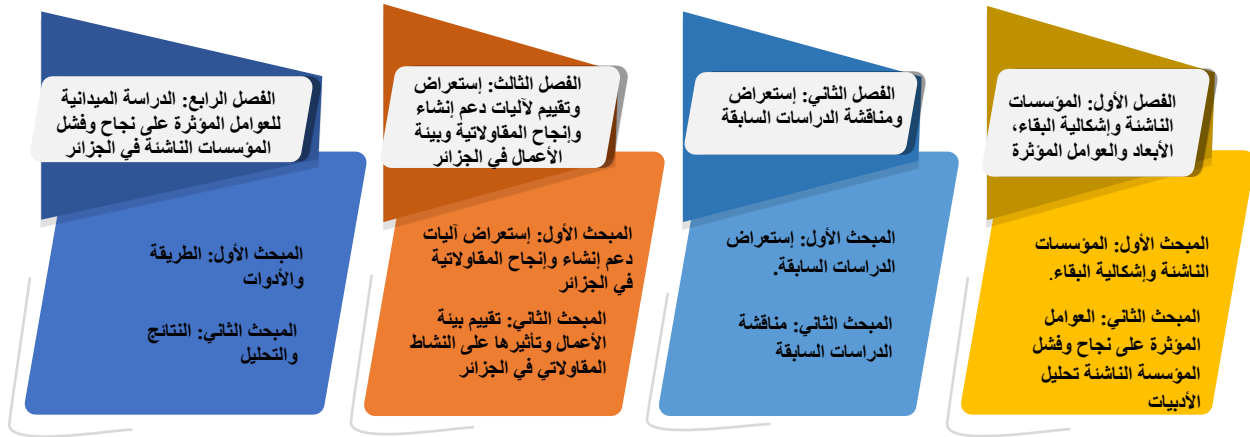 الفصل الأول: المؤسسات
الناشئة وإشكالية البقاء،
الأبعاد والعوامل المؤثرة
المبحث الأول: المؤسسات
الناشئة وإشكالية البقاء.
المبحث الثاني: العوامل
المؤثرة على نجاح وفشل
المؤسسة الناشئة تحليل
الأدبيات
الفصل الثاني: إستعراض
ومناقشة الدراسات السابقة
المبحث الأول: إستعراض
الدراسات السابقة.
المبحث الثاني: مناقشة
الدراسات السابقة
الفصل الثالث: إستعراض
وتقييم لآليات دعم إنشاء
وإنجاح المقاولاتية وبيئة
الأعمال في الجزائر
المبحث الأول: إستعراض آليات
دعم إنشاء وإنجاح المقاولاتية
في الجزائر
المبحث الثاني: تقييم بيئة
الأعمال وتأثيرها على النشاط
المقاولاتي في الجزائر
الفصل الرابع: الدراسة الميدانية
للعوامل المؤثرة على نجاح وفشل
المؤسسات الناشئة في الجزائر
المبحث الأول: الطريقة
والأدوات
المبحث الثاني: النتائج
والتحليل